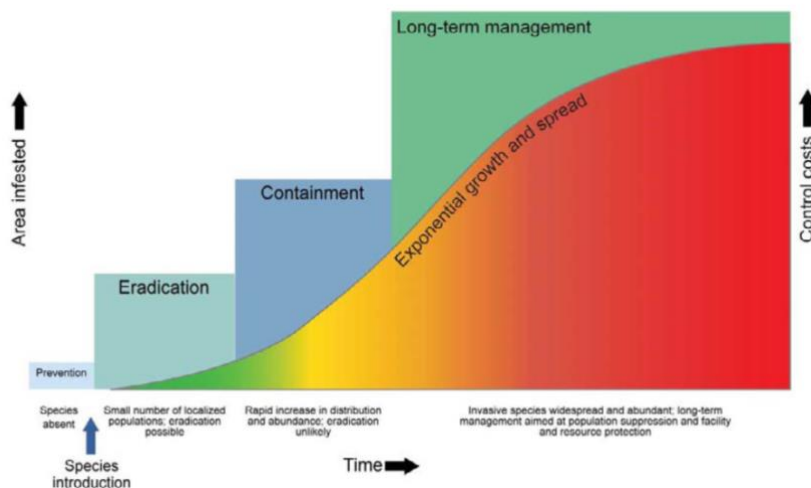 Long-term management
Exponential growth and spread
Area infested
Control costs
Containment
Eradication
Prevention
Species
absent
Small number of localized
populations; eradication
possible
Rapid increase in distribution
and abundance; eradication
unlikely
Invasive species widespread and abundant; long-term
management aimed at population suppression and facility
and resource protection
Species
introduction
Time